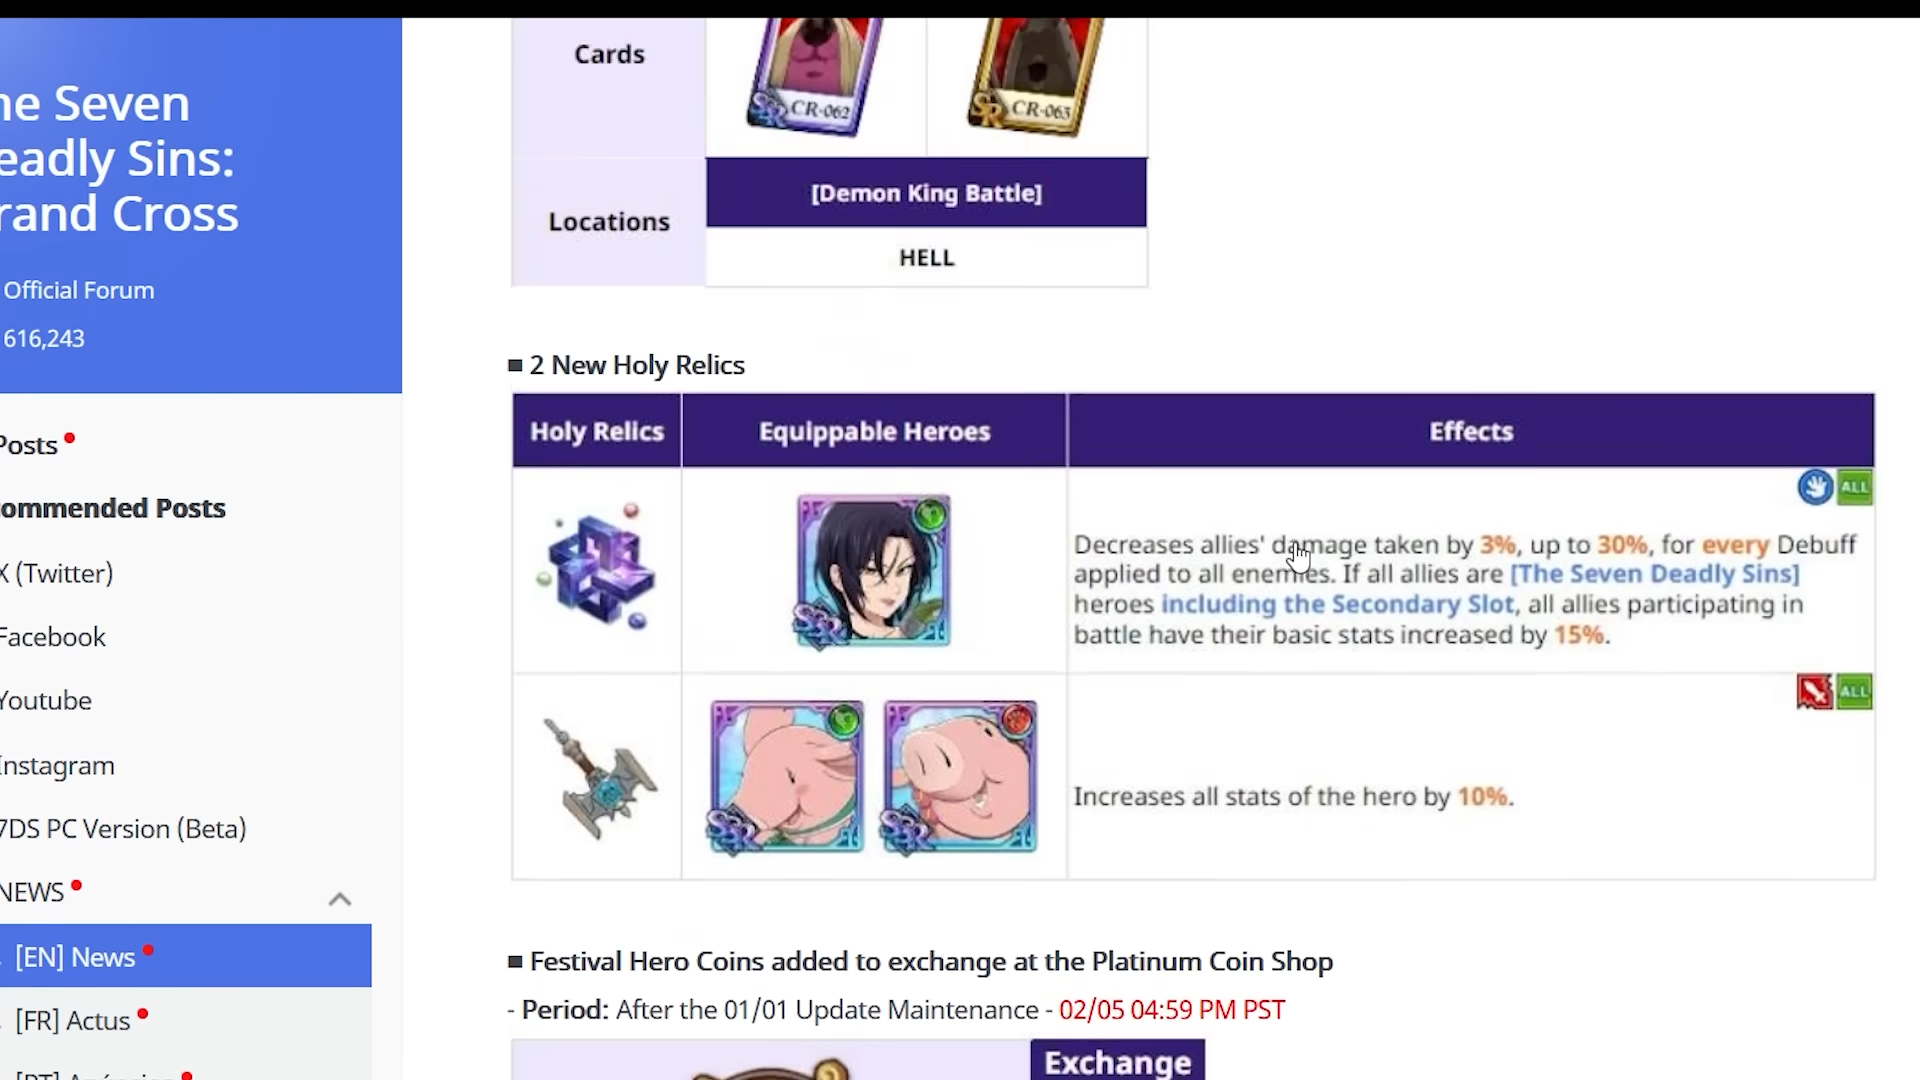 he Seven
eadly Sins:
rand Cross
Official Forum
616,243
Posts
ommended Posts
X (Twitter)
Facebook
Youtube
Instagram
7DS PC Version (Beta)
NEWS
[EN] News
[FR] Actus
Cards
SSR CR-062
SR CR-063
Locations
[Demon King Battle]
HELL
■ 2 New Holy Relics
Holy Relics
Equippable Heroes
Effects
SSR
ALL
Decreases allies' damage taken by 3%, up to 30%, for every Debuff
applied to all enemies. If all allies are [The Seven Deadly Sins]
heroes including the Secondary Slot, all allies participating in
battle have their basic stats increased by 15%.
SSR
SSR
ALL
Increases all stats of the hero by 10%.
■ Festival Hero Coins added to exchange at the Platinum Coin Shop
- Period: After the 01/01 Update Maintenance - 02/05 04:59 PM PST
Exchange